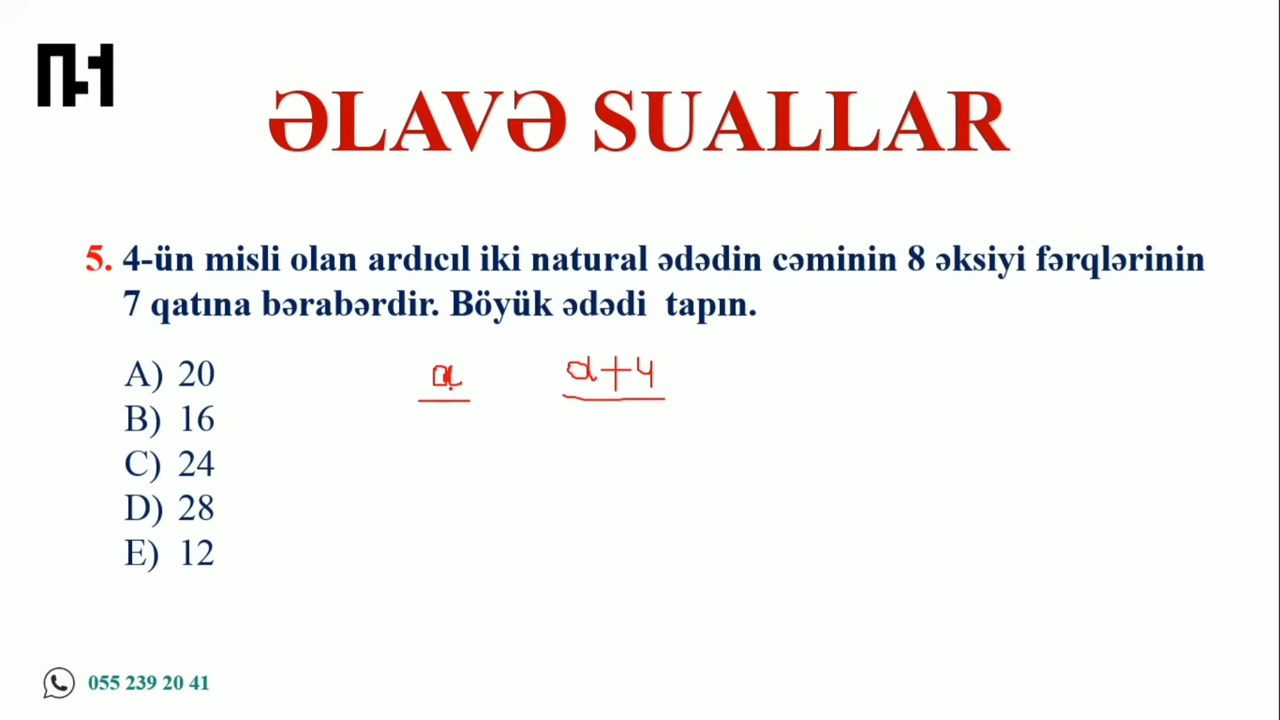 ƏLAVƏ SUALLAR
5. 4-ün misli olan ardıcıl iki natural ədədin cəminin 8 əksiyi fərqlərinin
7 qatına bərabərdir. Böyük ədədi tapın.
A) 20
a a+4
B) 16
C) 24
D) 28
E) 12
055 239 20 41